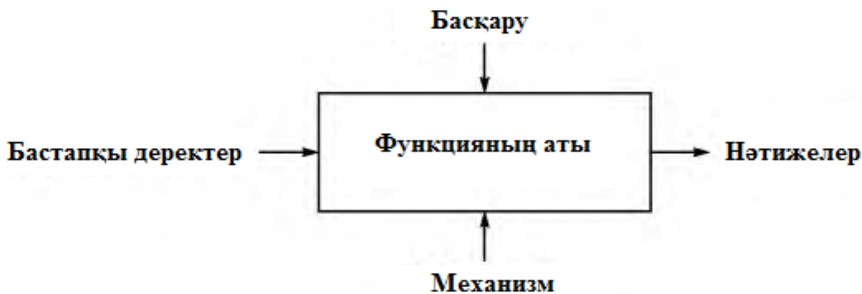 Басқару
Функцияның аты
Бастапқы деректер
Нәтижелер
Механизм